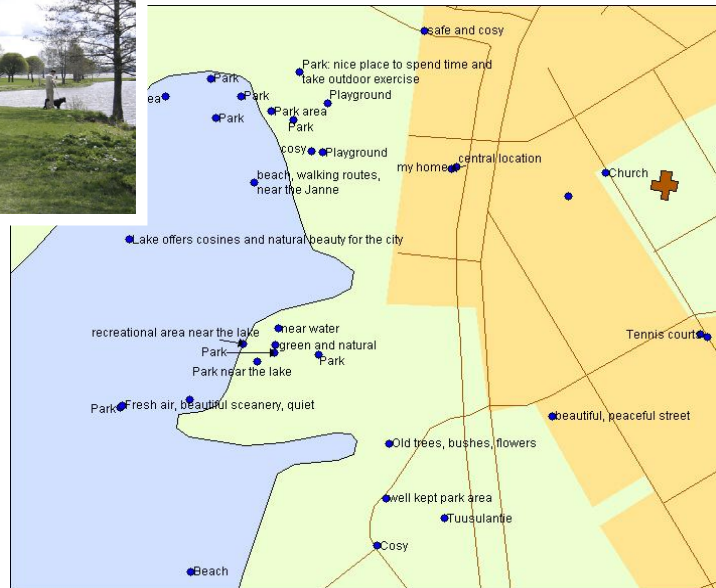 safe and cosy
Park: nice place to spend time and
take outdoor exercise
Park
ea
Park
Playground
Park area
Park
Park
cosy
Playground
my home
central location
beach, walking routes,
near the Janne
Church
Lake offers cosines and natural beauty for the city
near water
recreational area near the lake
green and natural
Park
Park
Park near the lake
Tennis courts
Park
Fresh air, beautiful sceanery, quiet
beautiful, peaceful street
Old trees, bushes, flowers
well kept park area
Tuusulantie
Cosy
Beach